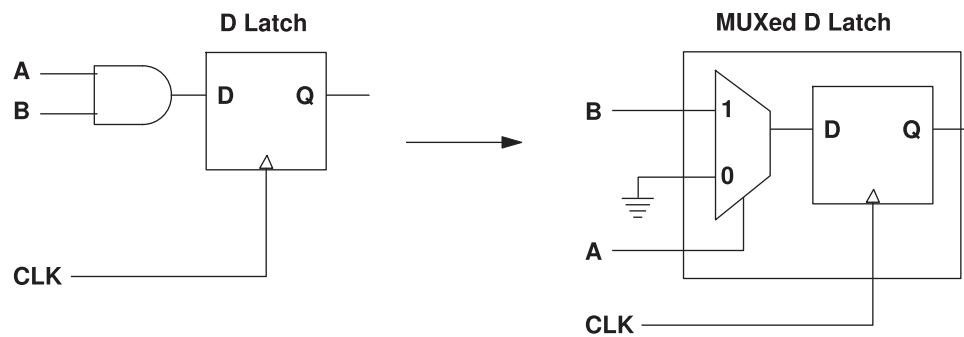 D Latch
A
B
D Q
CLK
MUXed D Latch
B
1
0
D Q
A
CLK